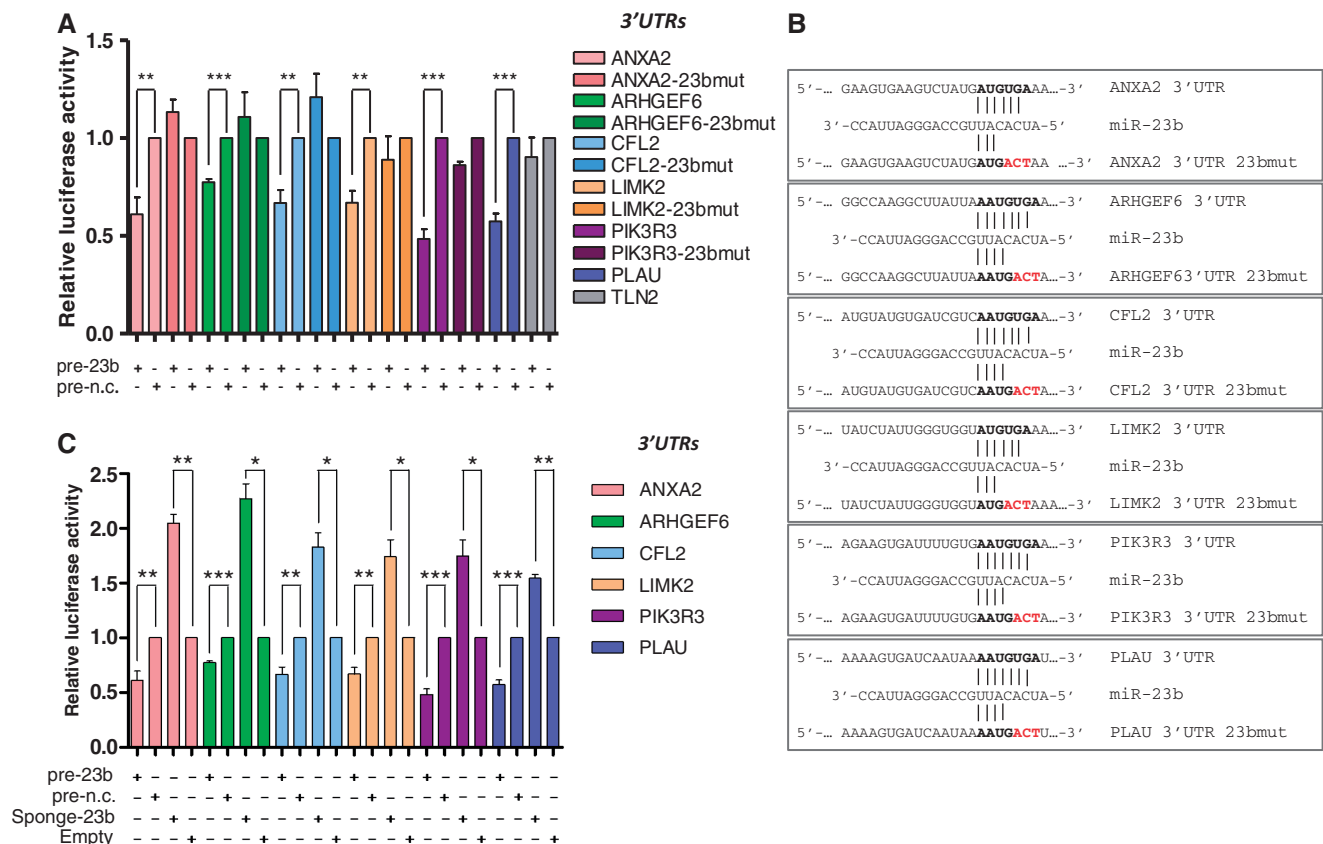 A
3'UTRs
Relative luciferase activity
1.5
1.0
0.5
0.0
** *** ** ** *** ***
ANXA2
ANXA2-23bmut
ARHGEF6
ARHGEF6-23bmut
CFL2
CFL2-23bmut
LIMK2
LIMK2-23bmut
PIK3R3
PIK3R3-23bmut
PLAU
TLN2
pre-23b + - + - + - + - + - + - + - + - + - + - + - + -
pre-n.c. - + - + - + - + - + - + - + - + - + - + - + - +
B
5'-… GAAGUGAAGUCUAUGAUGUGAAA…-3' ANXA2 3'UTR
3'-CCAUUAGGGACCGUUACACUA-5' miR-23b
5'-… GAAGUGAAGUCUAUGAUGACTAA …-3' ANXA2 3'UTR 23bmut
5'-… GGCCAAGGCUUAUUAAAUGUGAA…-3' ARHGEF6 3'UTR
3'-CCAUUAGGGACCGUUACACUA-5' miR-23b
5'-… GGCCAAGGCUUAUUAAAUGACTA…-3' ARHGEF63'UTR 23bmut
5'-… AUGUAUGUGAUCGUCAAUGUGAA…-3' CFL2 3'UTR
3'-CCAUUAGGGACCGUUACACUA-5' miR-23b
5'-… AUGUAUGUGAUCGUCAAUGACTA…-3' CFL2 3'UTR 23bmut
5'-… UAUCUAUUGGGUGGUAUGUGAAA…-3' LIMK2 3'UTR
3'-CCAUUAGGGACCGUUACACUA-5' miR-23b
5'-… UAUCUAUUGGGUGGUAUGACTAAA…-3' LIMK2 3'UTR 23bmut
5'-… AGAAGUGAUUUUGUGAAUGUGAA…-3' PIK3R3 3'UTR
3'-CCAUUAGGGACCGUUACACUA-5' miR-23b
5'-… AGAAGUGAUUUUGUGAAUGACTA…-3' PIK3R3 3'UTR 23bmut
5'-… AAAAGUGAUCAAUAAAAUGUGAU…-3' PLAU 3'UTR
3'-CCAUUAGGGACCGUUACACUA-5' miR-23b
5'-… AAAAGUGAUCAAUAAAAUGACTU…-3' PLAU 3'UTR 23bmut
C
3'UTRs
Relative luciferase activity
2.5
2.0
1.5
1.0
0.5
0.0
** * * * * **
** *** ** ** *** ***
ANXA2
ARHGEF6
CFL2
LIMK2
PIK3R3
PLAU
pre-23b + - - - + - - - + - - - + - - - + - - - + - - -
pre-n.c. - + - - - + - - - + - - - + - - - + - - - + - -
Sponge-23b - - + - - - + - - - + - - - + - - - + - - - + -
Empty - - - + - - - + - - - + - - - + - - - + - - - +